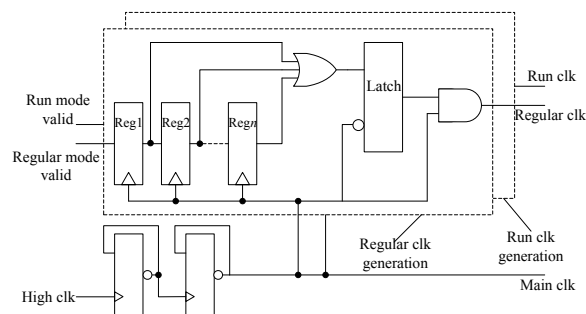 Run mode
valid
Regular mode
valid
Reg1
Reg2
Regn
Latch
Run clk
Regular clk
Regular clk
generation
Run clk
generation
High clk
Main clk